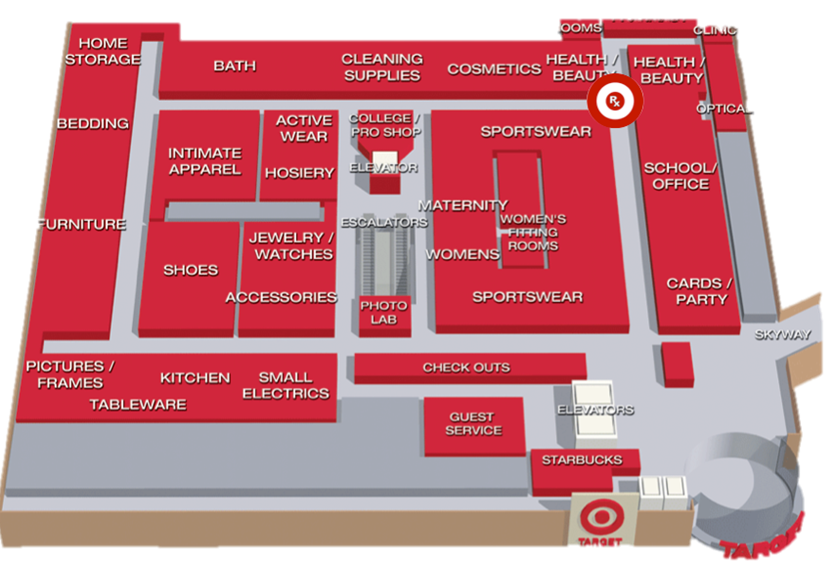 HOME
STORAGE
BATH
CLEANING
SUPPLIES
COSMETICS
HEALTH /
BEAUTY
OOMS
CLINIC
HEALTH /
BEAUTY
Rx
OPTICAL
BEDDING
INTIMATE
APPAREL
ACTIVE
WEAR
HOSIERY
COLLEGE /
PRO SHOP
ELEVATOR
SPORTSWEAR
SCHOOL/
OFFICE
FURNITURE
ESCALATORS
MATERNITY
WOMEN'S
FITTING
ROOMS
WOMENS
JEWELRY /
WATCHES
SHOES
ACCESSORIES
PHOTO
LAB
SPORTSWEAR
CARDS /
PARTY
SKYWAY
PICTURES /
FRAMES
KITCHEN
SMALL
ELECTRICS
TABLEWARE
CHECK OUTS
GUEST
SERVICE
ELEVATORS
STARBUCKS
TARGET
TARGET